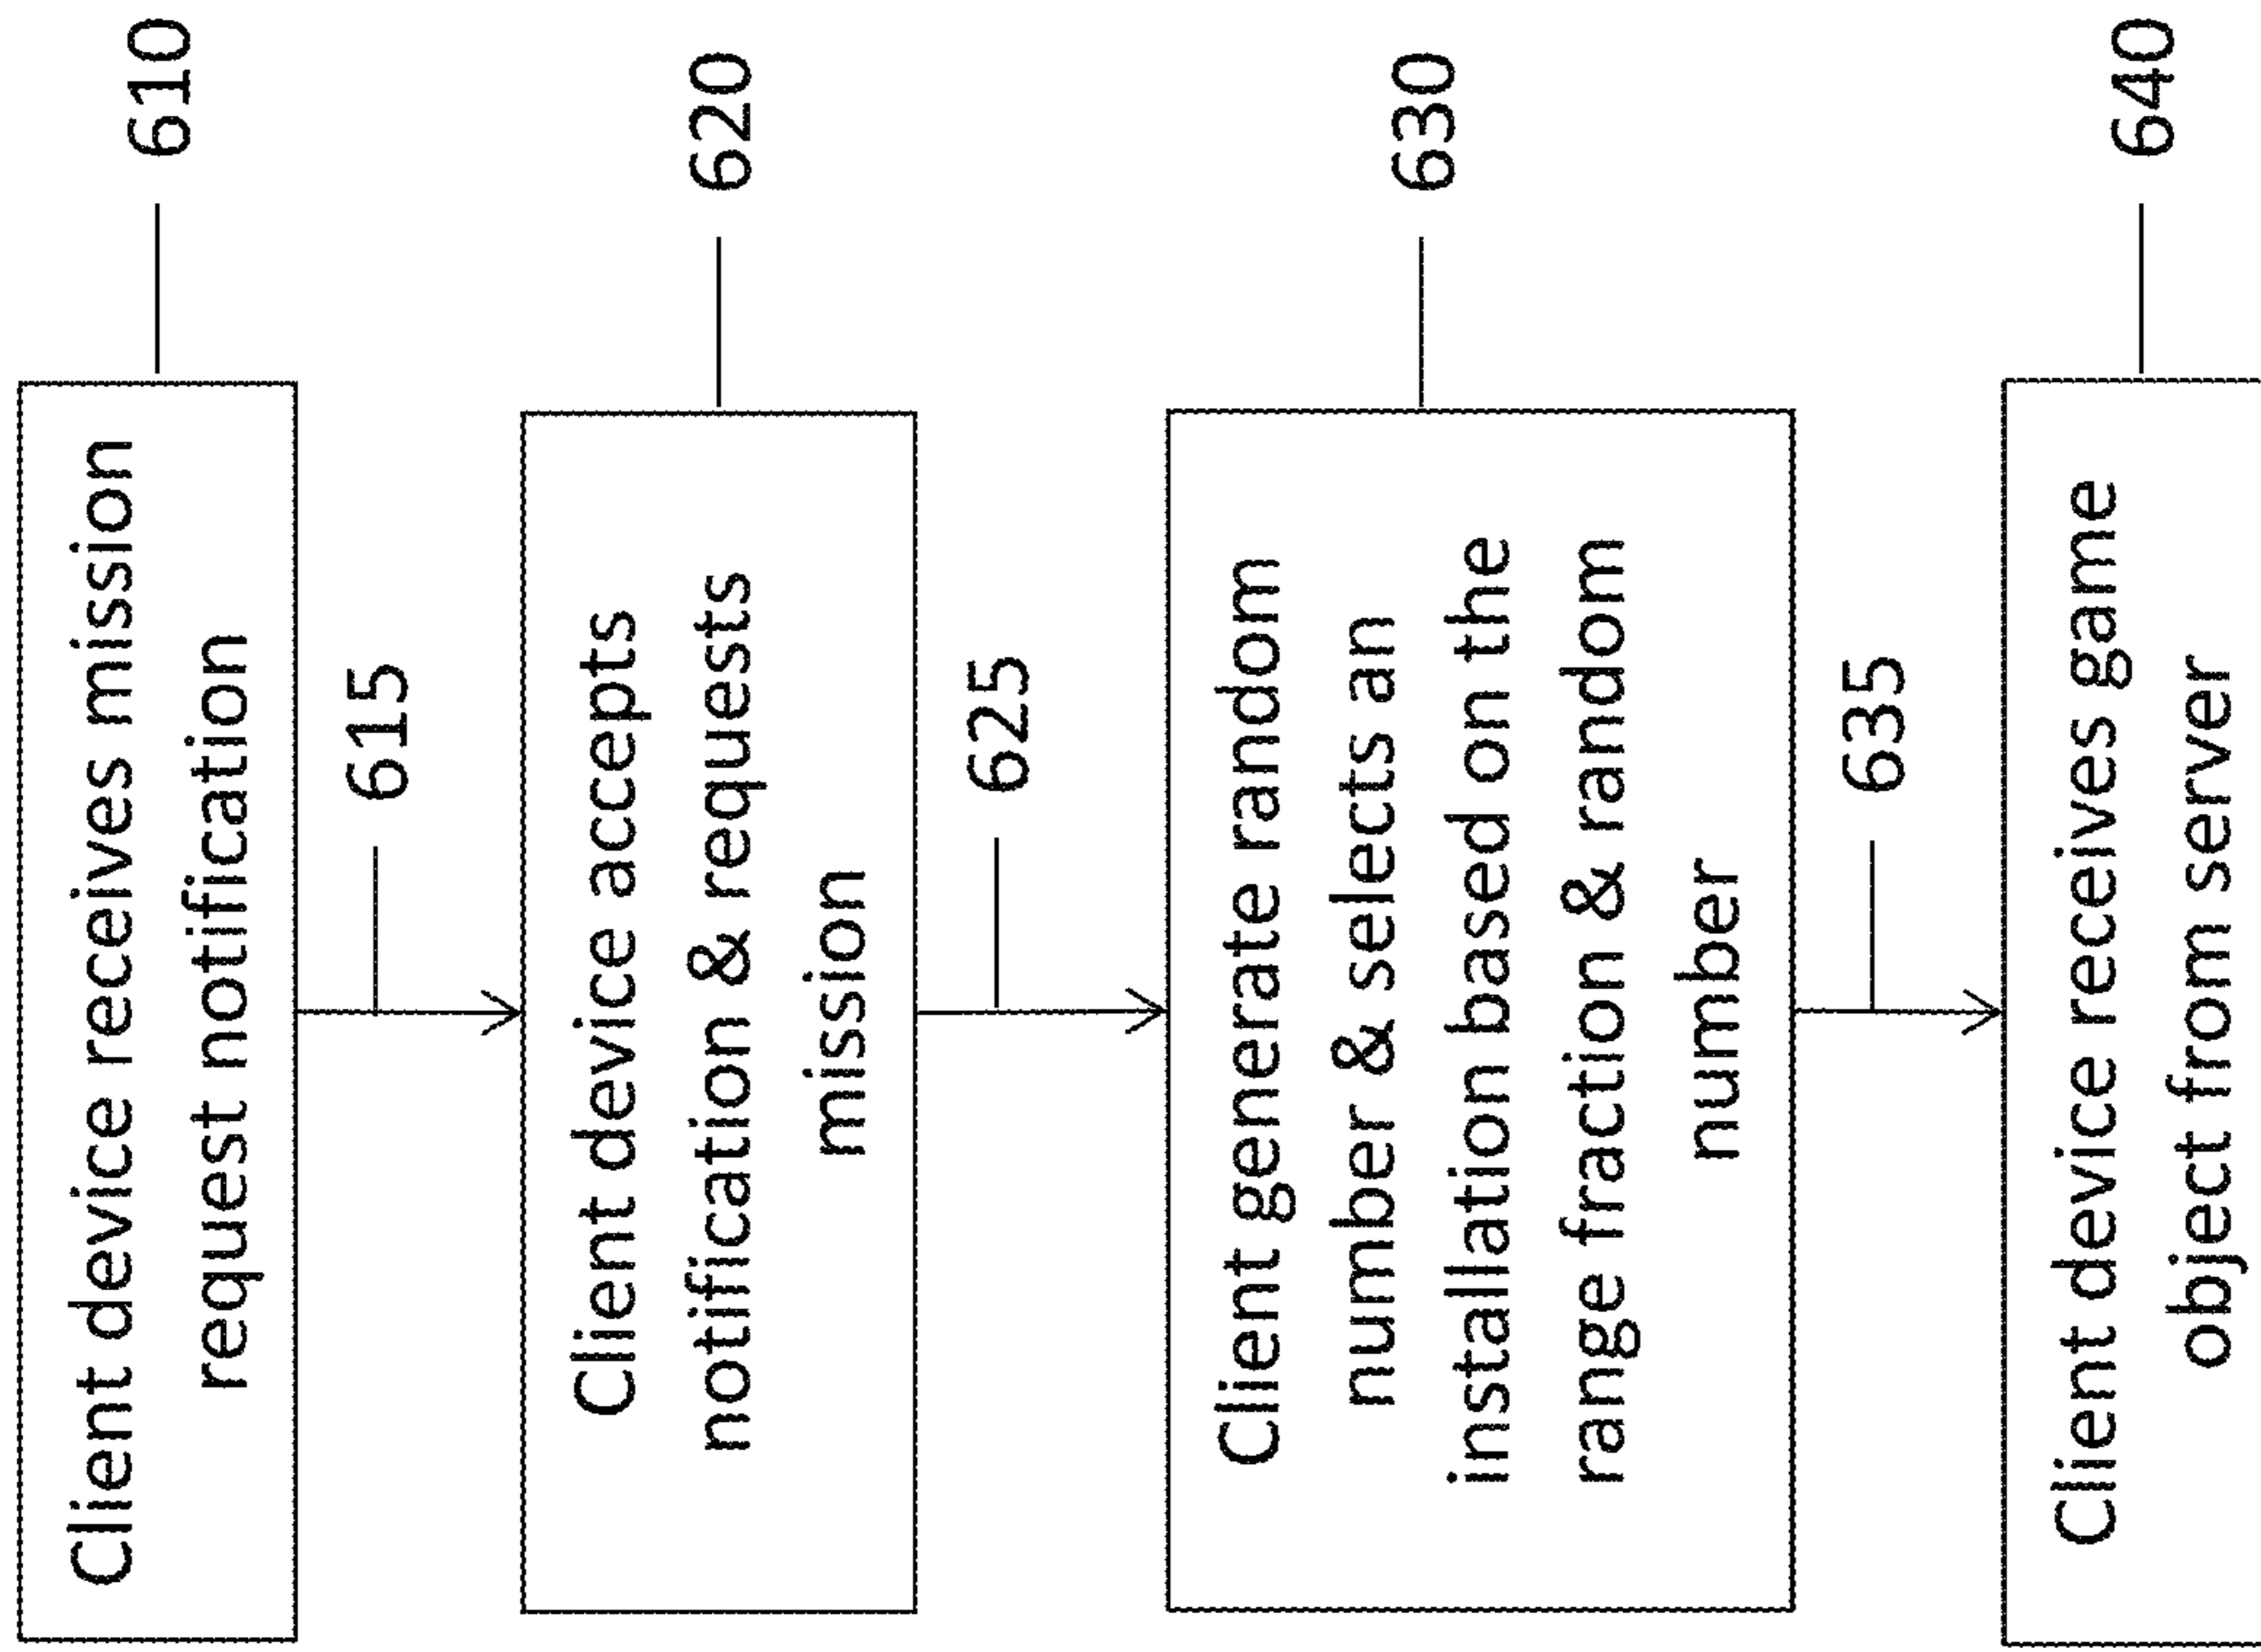 Client device receives mission
request notification
610
615
Client device accepts
notification & requests
mission
620
625
Client generate random
number & selects an
installation based on the
range fraction & random
number
630
635
Client device receives game
object from server
640